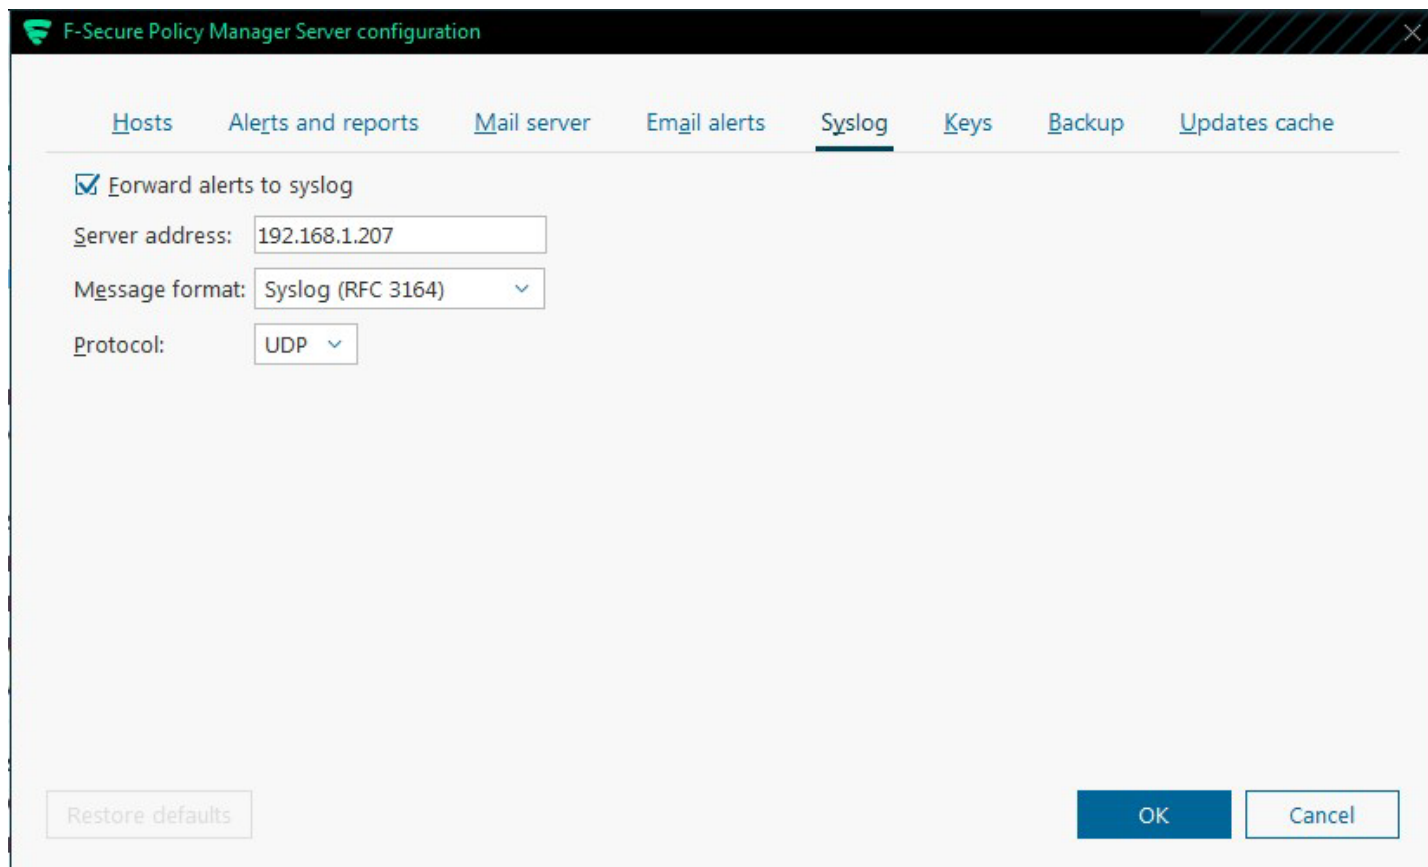 F-Secure Policy Manager Server configuration
Hosts Alerts and reports Mail server Email alerts Syslog Keys Backup Updates cache
Forward alerts to syslog
Server address: 192.168.1.207
Message format: Syslog (RFC 3164)
Protocol: UDP
Restore defaults OK Cancel